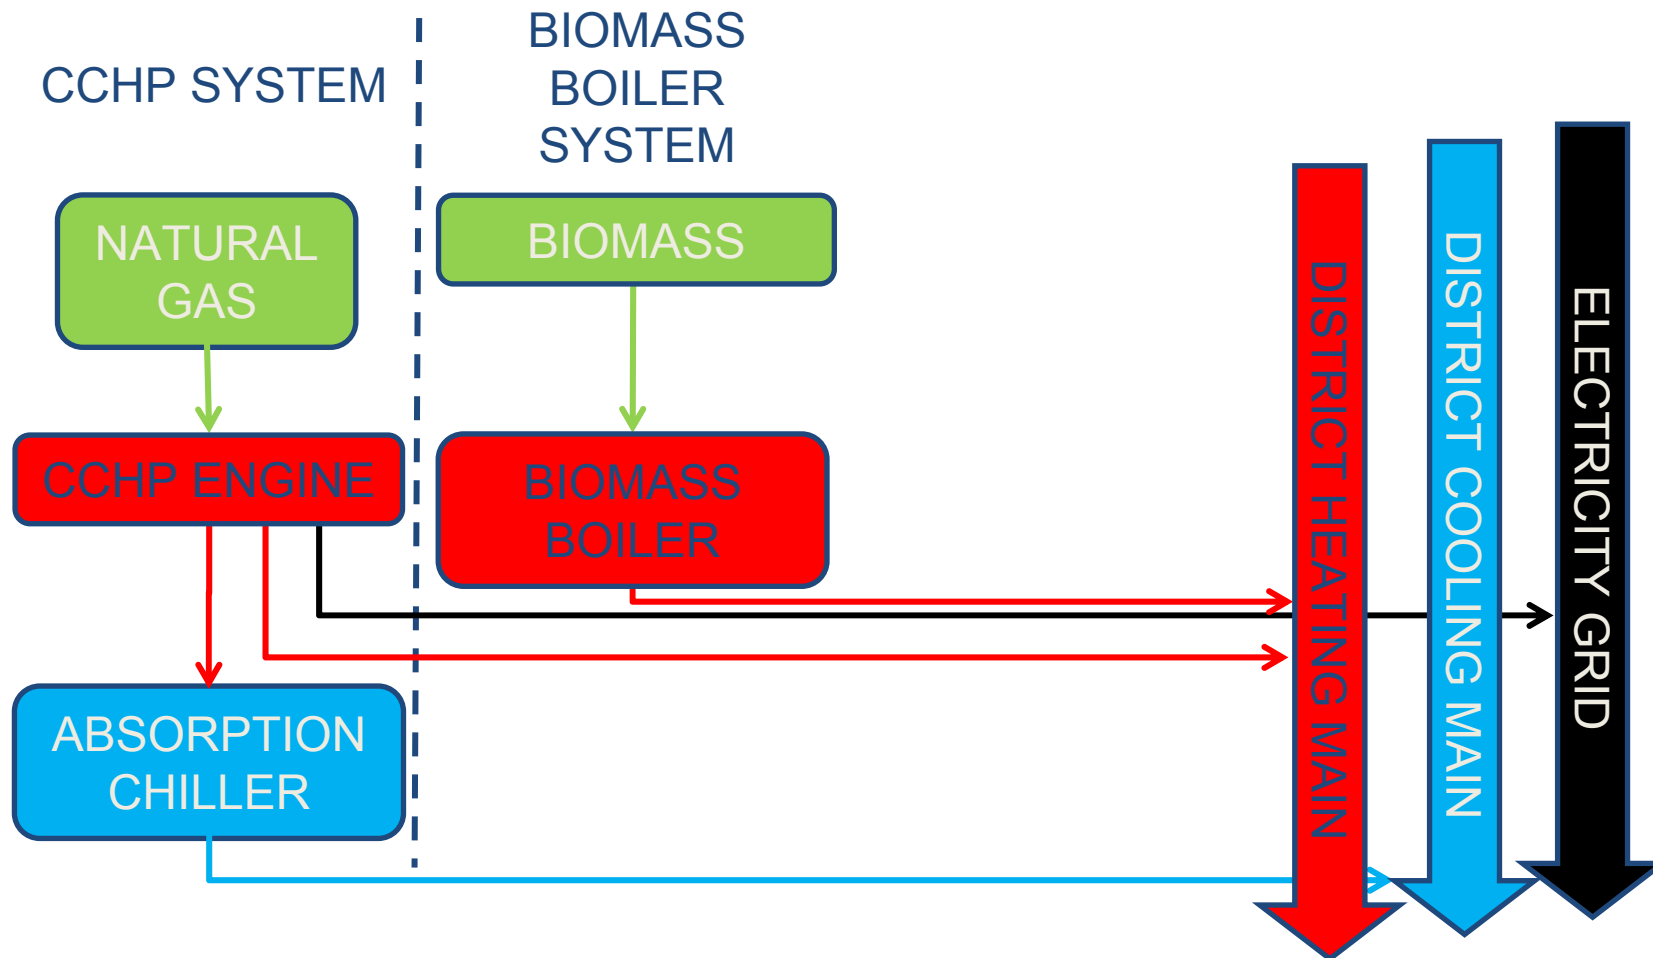 CCHP SYSTEM
BIOMASS
BOILER
SYSTEM
NATURAL
GAS
BIOMASS
CCHP ENGINE
BIOMASS
BOILER
ABSORPTION
CHILLER
DISTRICT HEATING MAIN
DISTRICT COOLING MAIN
ELECTRICITY GRID